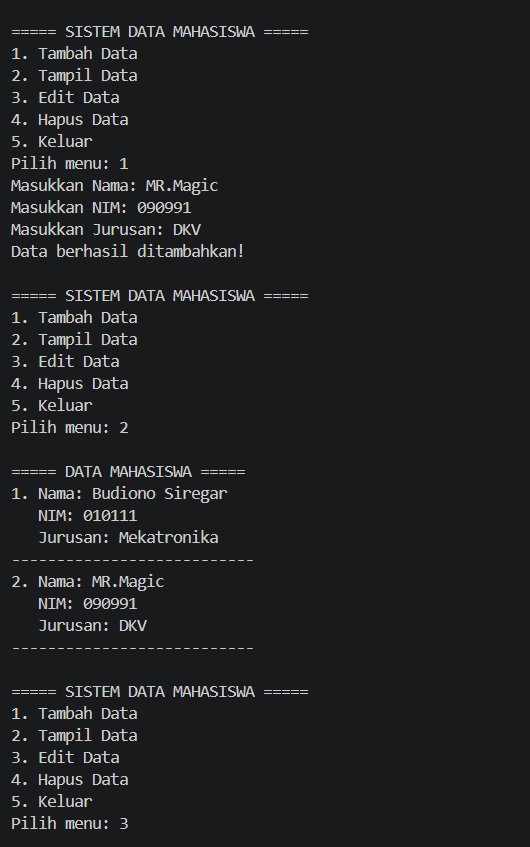 ===== SISTEM DATA MAHASISWA =====
1. Tambah Data
2. Tampil Data
3. Edit Data
4. Hapus Data
5. Keluar
Pilih menu: 1
Masukkan Nama: MR.Magic
Masukkan NIM: 090991
Masukkan Jurusan: DKV
Data berhasil ditambahkan!
===== SISTEM DATA MAHASISWA =====
1. Tambah Data
2. Tampil Data
3. Edit Data
4. Hapus Data
5. Keluar
Pilih menu: 2
===== DATA MAHASISWA =====
1. Nama: Budiono Siregar
NIM: 010111
Jurusan: Mekatronika
---------------------------
2. Nama: MR.Magic
NIM: 090991
Jurusan: DKV
---------------------------
===== SISTEM DATA MAHASISWA =====
1. Tambah Data
2. Tampil Data
3. Edit Data
4. Hapus Data
5. Keluar
Pilih menu: 3